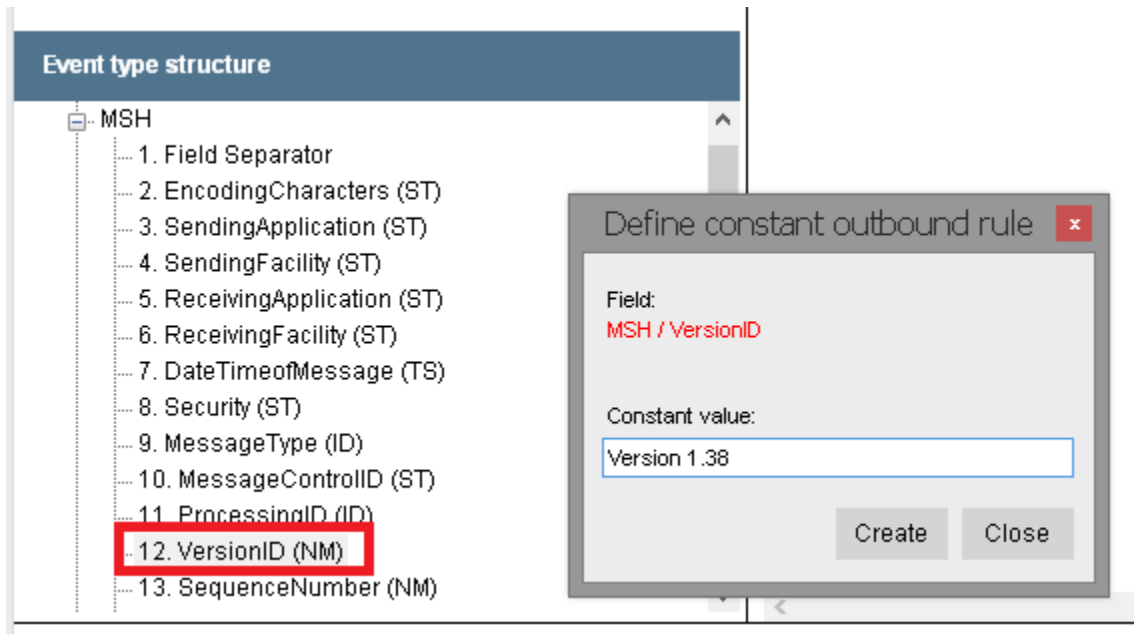 Event type structure
MSH
1. Field Separator
2. EncodingCharacters (ST)
3. SendingApplication (ST)
4. SendingFacility (ST)
5. ReceivingApplication (ST)
6. ReceivingFacility (ST)
7. DateTimeofMessage (TS)
8. Security (ST)
9. MessageType (ID)
10. MessageControlID (ST)
11. ProcessingID (ID)
12. VersionID (NM)
13. SequenceNumber (NM)
Define constant outbound rule
x
Field:
MSH / VersionID
Constant value:
Version 1.38
Create Close